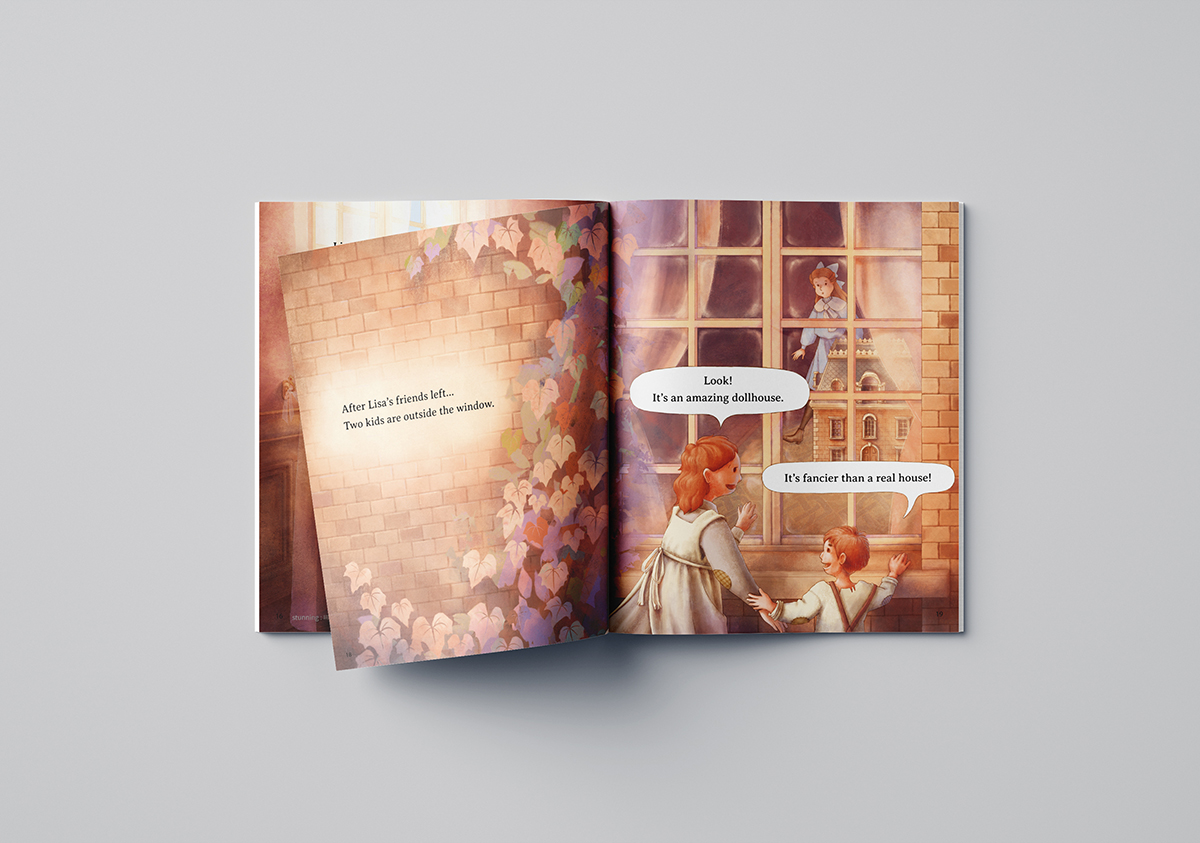 After Lisa's friends left...
Two kids are outside the window.
Look!
It's an amazing dollhouse.
It's fancier than a real house!
stunning
18
19